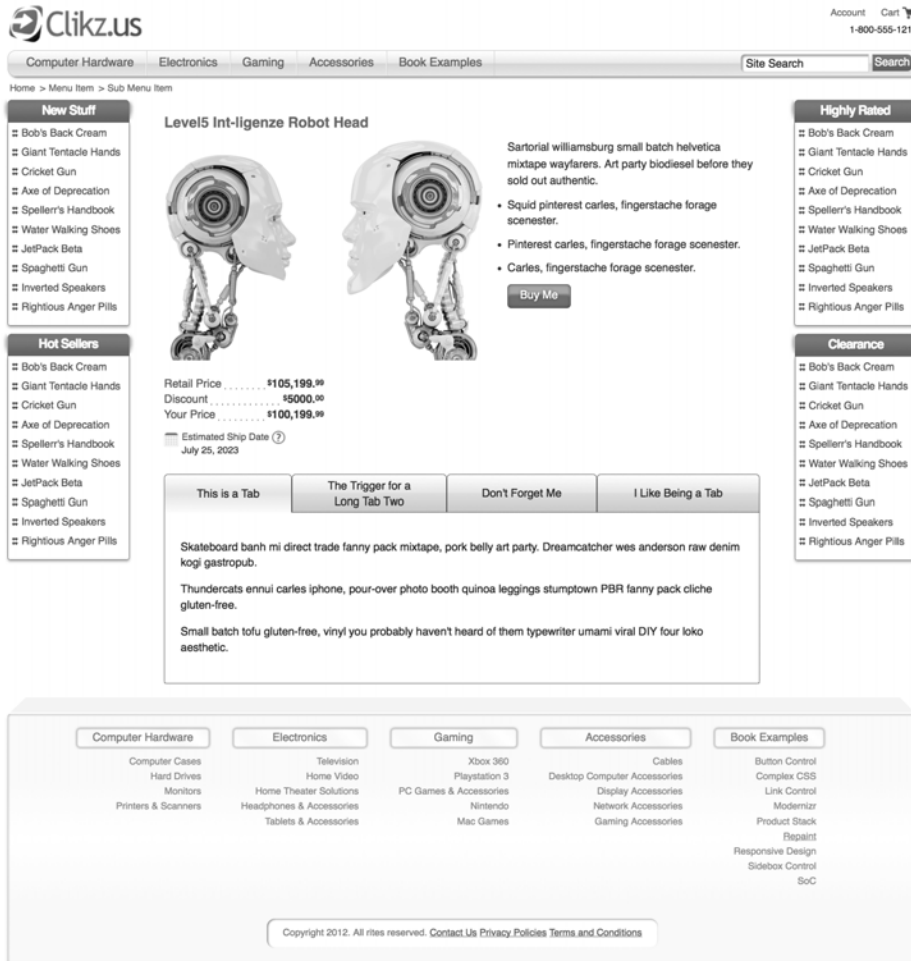 Clikz.us
Account Cart
1-800-555-121
Computer Hardware Electronics Gaming Accessories Book Examples
Site Search Search
Home > Menu Item > Sub Menu Item
New Stuff
Bob's Back Cream
Giant Tentacle Hands
Cricket Gun
Axe of Deprecation
Spellerr's Handbook
Water Walking Shoes
JetPack Beta
Spaghetti Gun
Inverted Speakers
Rightious Anger Pills
Hot Sellers
Bob's Back Cream
Giant Tentacle Hands
Cricket Gun
Axe of Deprecation
Spellerr's Handbook
Water Walking Shoes
JetPack Beta
Spaghetti Gun
Inverted Speakers
Rightious Anger Pills
Level5 Int-ligenze Robot Head
Sartorial williamsburg small batch helvetica
mixtape wayfarers. Art party biodiesel before they
sold out authentic.
• Squid pinterest carles, fingerstache forage
scenester.
• Pinterest carles, fingerstache forage scenester.
• Carles, fingerstache forage scenester.
Buy Me
Retail Price . . . . . . . . $105,199.99
Discount . . . . . . . . . . . . $5000.00
Your Price . . . . . . . . . $100,199.99
Estimated Ship Date ?
July 25, 2023
This is a Tab
The Trigger for a
Long Tab Two
Don't Forget Me
I Like Being a Tab
Skateboard banh mi direct trade fanny pack mixtape, pork belly art party. Dreamcatcher wes anderson raw denim
kogi gastropub.
Thundercats ennui carles iphone, pour-over photo booth quinoa leggings stumptown PBR fanny pack cliche
gluten-free.
Small batch tofu gluten-free, vinyl you probably haven't heard of them typewriter umami viral DIY four loko
aesthetic.
Highly Rated
Bob's Back Cream
Giant Tentacle Hands
Cricket Gun
Axe of Deprecation
Spellerr's Handbook
Water Walking Shoes
JetPack Beta
Spaghetti Gun
Inverted Speakers
Rightious Anger Pills
Clearance
Bob's Back Cream
Giant Tentacle Hands
Cricket Gun
Axe of Deprecation
Spellerr's Handbook
Water Walking Shoes
JetPack Beta
Spaghetti Gun
Inverted Speakers
Rightious Anger Pills
Computer Hardware
Computer Cases
Hard Drives
Monitors
Printers & Scanners
Electronics
Television
Home Video
Home Theater Solutions
Headphones & Accessories
Tablets & Accessories
Gaming
Xbox 360
Playstation 3
PC Games & Accessories
Nintendo
Mac Games
Accessories
Cables
Desktop Computer Accessories
Display Accessories
Network Accessories
Gaming Accessories
Book Examples
Button Control
Complex CSS
Link Control
Modernizr
Product Stack
Repaint
Responsive Design
Sidebox Control
SoC
Copyright 2012. All rites reserved. Contact Us Privacy Policies Terms and Conditions